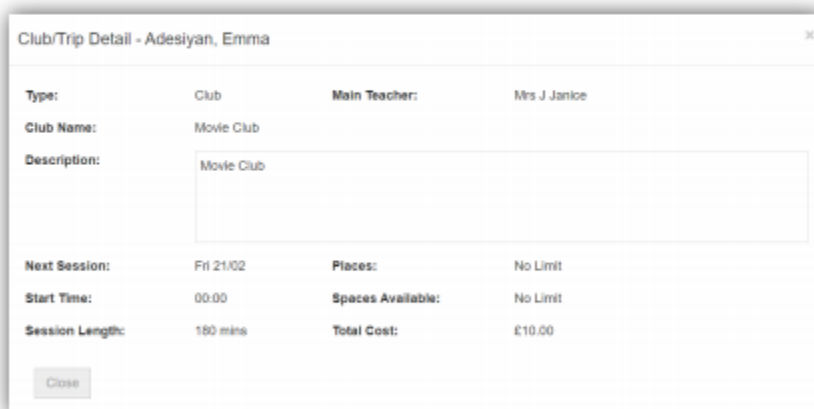 Club/Trip Detail - Adesiyan, Emma ×
Type: Club Main Teacher: Mrs J Janice
Club Name: Movie Club
Description: Movie Club
Next Session: Fri 21/02 Places: No Limit
Start Time: 00:00 Spaces Available: No Limit
Session Length: 180 mins Total Cost: £10.00
Close